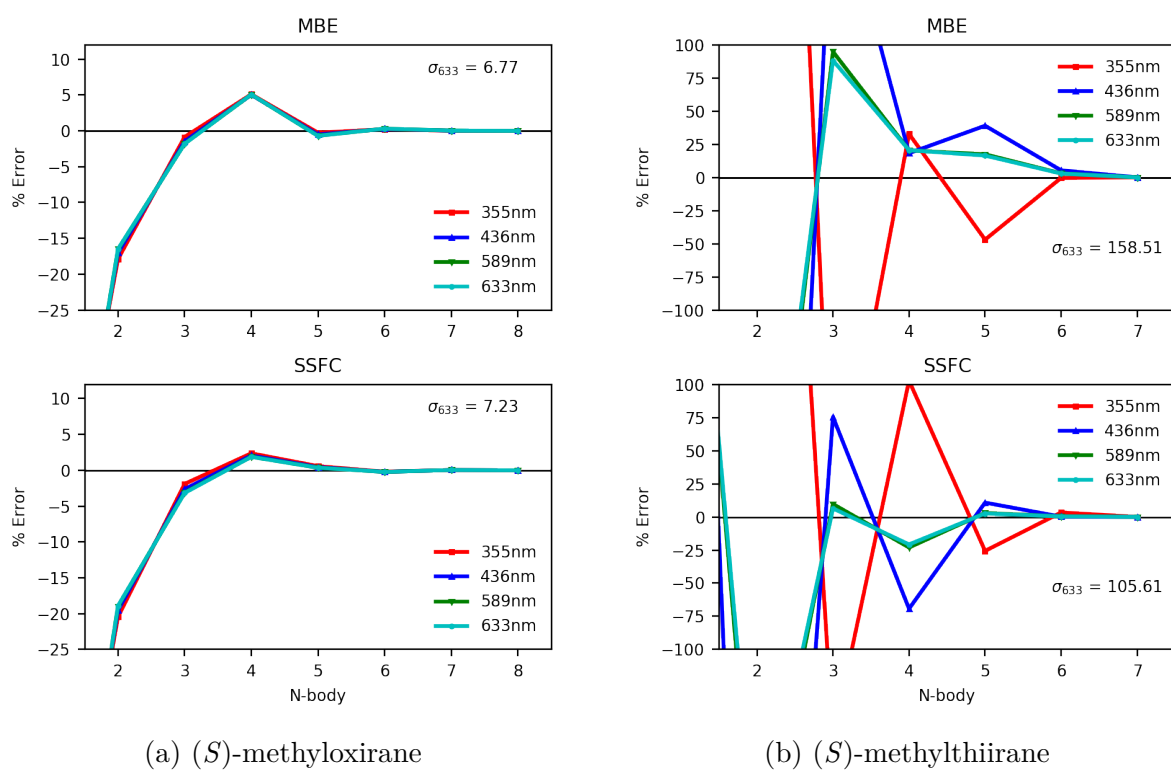 MBE
10
5
0
−5
−10
−15
−20
−25
% Error
σ633 = 6.77
355nm
436nm
589nm
633nm
2 3 4 5 6 7 8
SSFC
10
5
0
−5
−10
−15
−20
−25
% Error
σ633 = 7.23
355nm
436nm
589nm
633nm
2 3 4 5 6 7 8
N-body
(a) (S)-methyloxirane
MBE
100
75
50
25
0
−25
−50
−75
−100
% Error
355nm
436nm
589nm
633nm
σ633 = 158.51
2 3 4 5 6 7
SSFC
100
75
50
25
0
−25
−50
−75
−100
% Error
355nm
436nm
589nm
633nm
σ633 = 105.61
2 3 4 5 6 7
N-body
(b) (S)-methylthiirane